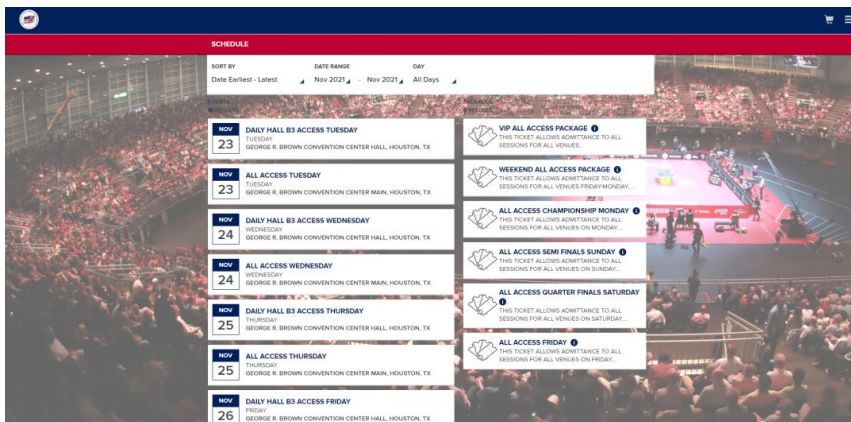 SCHEDULE
SORT BY
DATE RANGE
DAY
Date Earliest - Latest
Nov 2021 - Nov 2021
All Days
EVENTS
RESULTS
NOV
23
DAILY HALL B3 ACCESS TUESDAY
TUESDAY
GEORGE R. BROWN CONVENTION CENTER HALL, HOUSTON, TX
NOV
23
ALL ACCESS TUESDAY
TUESDAY
GEORGE R. BROWN CONVENTION CENTER MAIN, HOUSTON, TX
NOV
24
DAILY HALL B3 ACCESS WEDNESDAY
WEDNESDAY
GEORGE R. BROWN CONVENTION CENTER HALL, HOUSTON, TX
NOV
24
ALL ACCESS WEDNESDAY
WEDNESDAY
GEORGE R. BROWN CONVENTION CENTER MAIN, HOUSTON, TX
NOV
25
DAILY HALL B3 ACCESS THURSDAY
THURSDAY
GEORGE R. BROWN CONVENTION CENTER HALL, HOUSTON, TX
NOV
25
ALL ACCESS THURSDAY
THURSDAY
GEORGE R. BROWN CONVENTION CENTER MAIN, HOUSTON, TX
NOV
26
DAILY HALL B3 ACCESS FRIDAY
FRIDAY
GEORGE R. BROWN CONVENTION CENTER HALL, HOUSTON, TX
PACKAGES
RESULTS
VIP ALL ACCESS PACKAGE
THIS TICKET ALLOWS ADMITTANCE TO ALL
SESSIONS FOR ALL VENUES...
WEEKEND ALL ACCESS PACKAGE
THIS TICKET ALLOWS ADMITTANCE TO ALL
SESSIONS FOR ALL VENUES FRIDAY-MONDAY,...
ALL ACCESS CHAMPIONSHIP MONDAY
THIS TICKET ALLOWS ADMITTANCE TO ALL
SESSIONS FOR ALL VENUES ON MONDAY,...
ALL ACCESS SEMI FINALS SUNDAY
THIS TICKET ALLOWS ADMITTANCE TO ALL
SESSIONS FOR ALL VENUES ON SUNDAY,...
ALL ACCESS QUARTER FINALS SATURDAY
THIS TICKET ALLOWS ADMITTANCE TO ALL
SESSIONS FOR ALL VENUES ON SATURDAY,...
ALL ACCESS FRIDAY
THIS TICKET ALLOWS ADMITTANCE TO ALL
SESSIONS FOR ALL VENUES ON FRIDAY,...